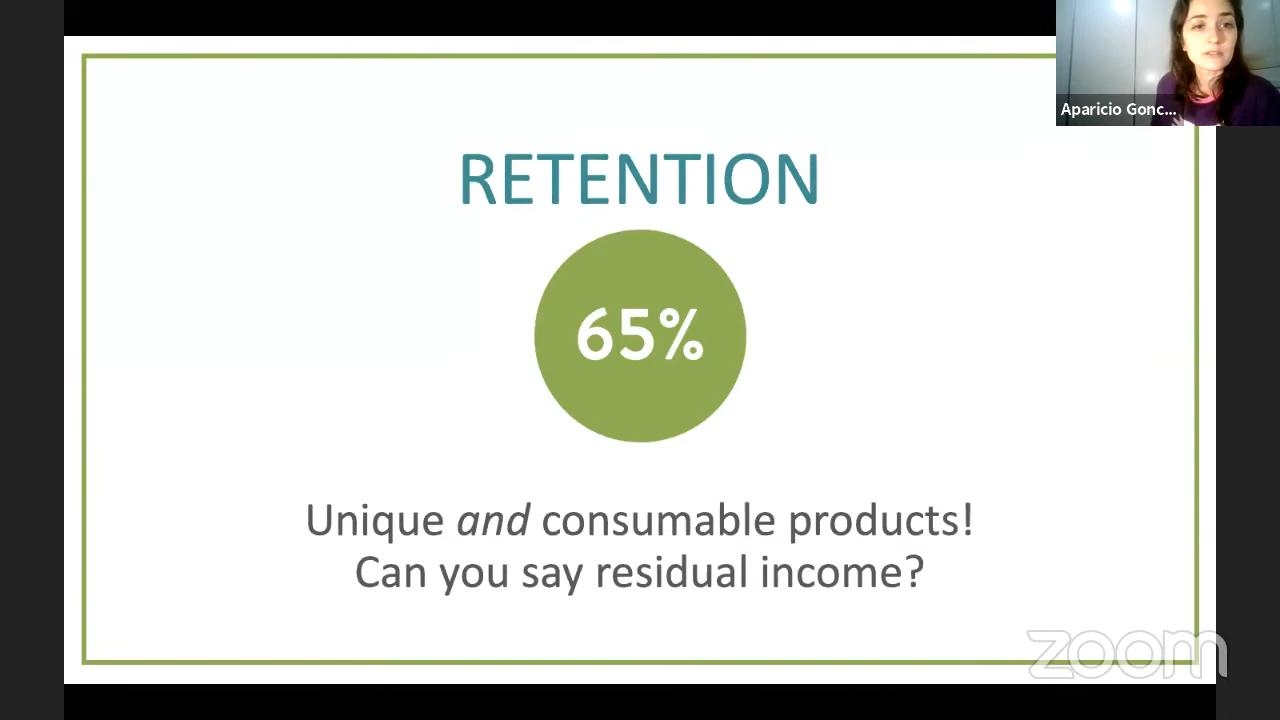 Aparicio Gonc...
RETENTION
65%
Unique and consumable products!
Can you say residual income?
zoom